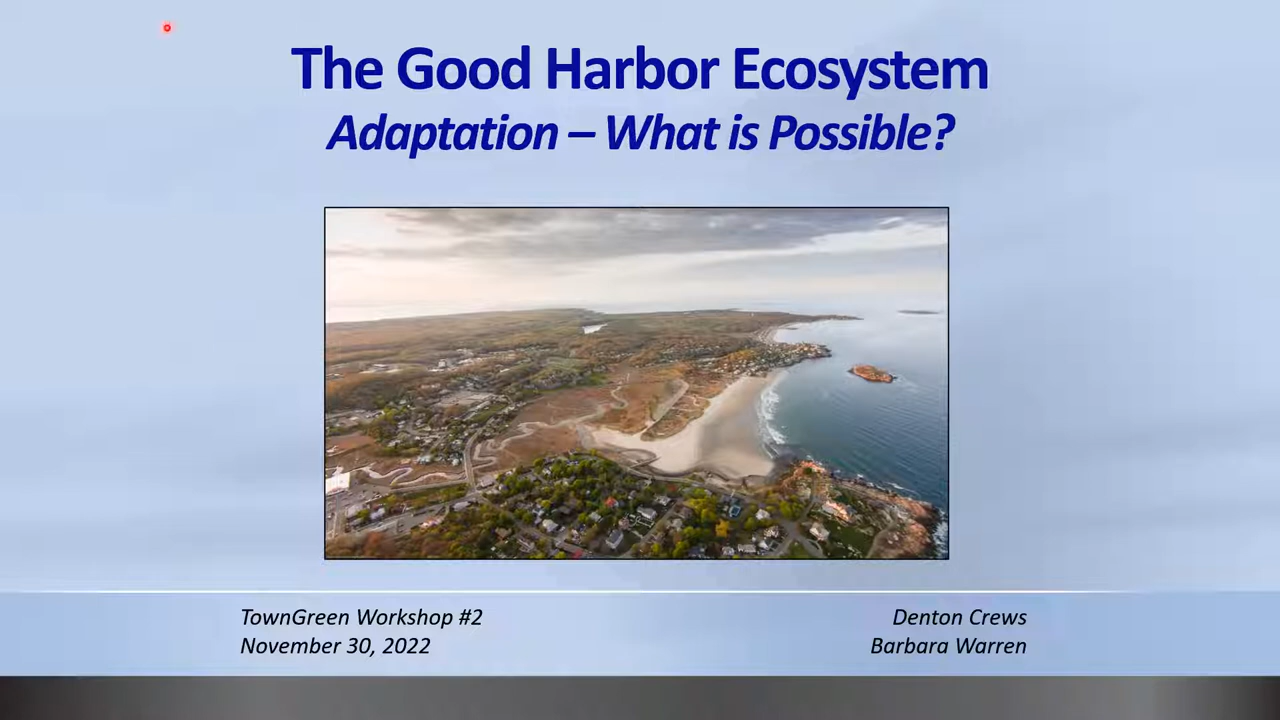 The Good Harbor Ecosystem
Adaptation – What is Possible?
TownGreen Workshop #2
November 30, 2022
Denton Crews
Barbara Warren